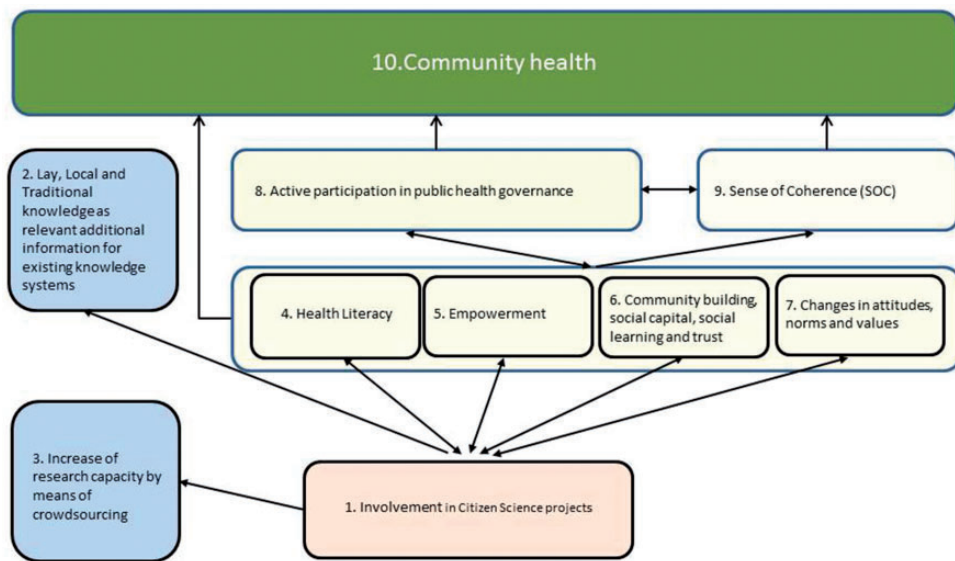 10.Community health
2. Lay, Local and
Traditional
knowledge as
relevant additional
information for
existing knowledge
systems
8. Active participation in public health governance
9. Sense of Coherence (SOC)
4. Health Literacy
5. Empowerment
6. Community building,
social capital, social
learning and trust
7. Changes in attitudes,
norms and values
3. Increase of
research capacity by
means of
crowdsourcing
1. Involvement in Citizen Science projects